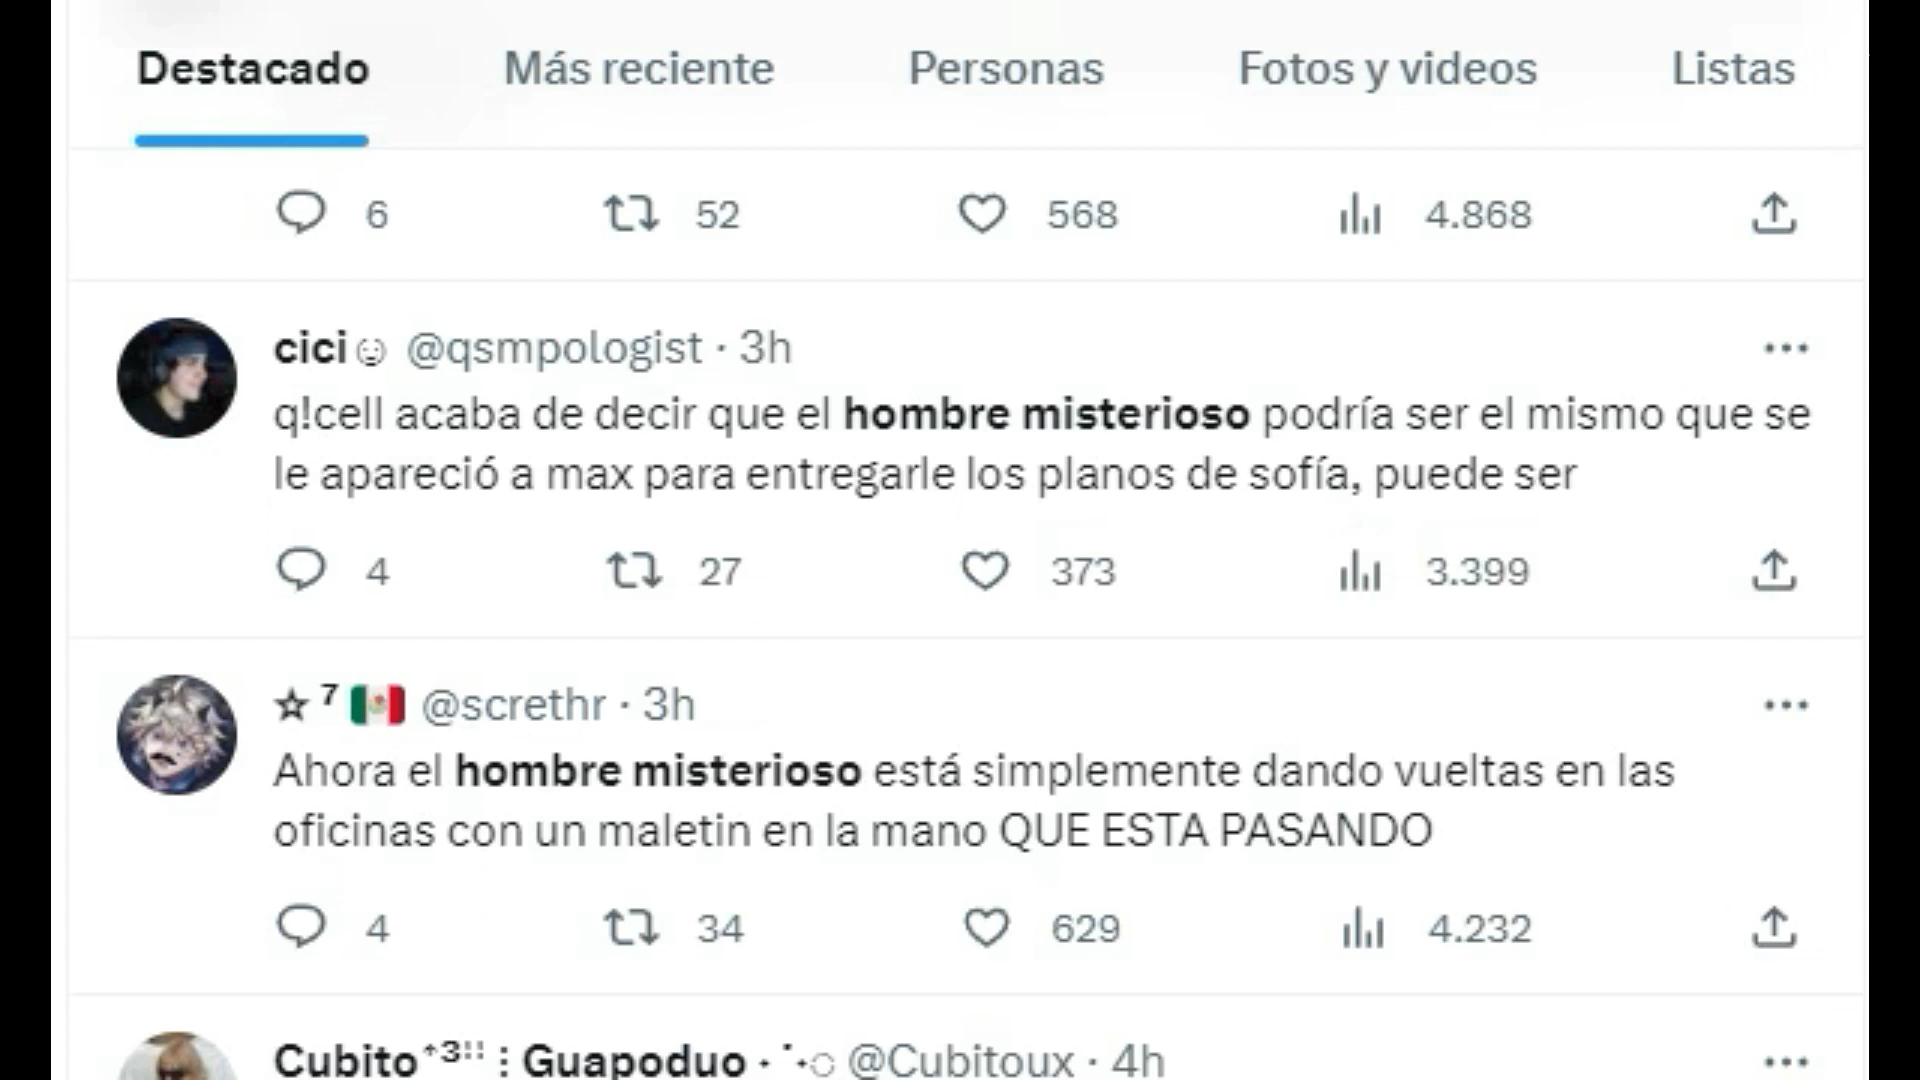 Destacado Más reciente Personas Fotos y videos Listas
6 52 568 4.868
cici☺ @qsmpologist · 3h
q!cell acaba de decir que el hombre misterioso podría ser el mismo que se
le apareció a max para entregarle los planos de sofía, puede ser
4 27 373 3.399
☆ ⁷ 🇲🇽 @screthr · 3h
Ahora el hombre misterioso está simplemente dando vueltas en las
oficinas con un maletin en la mano QUE ESTA PASANDO
4 34 629 4.232
Cubito⁺³ Guapoduo @Cubitoux · 4h